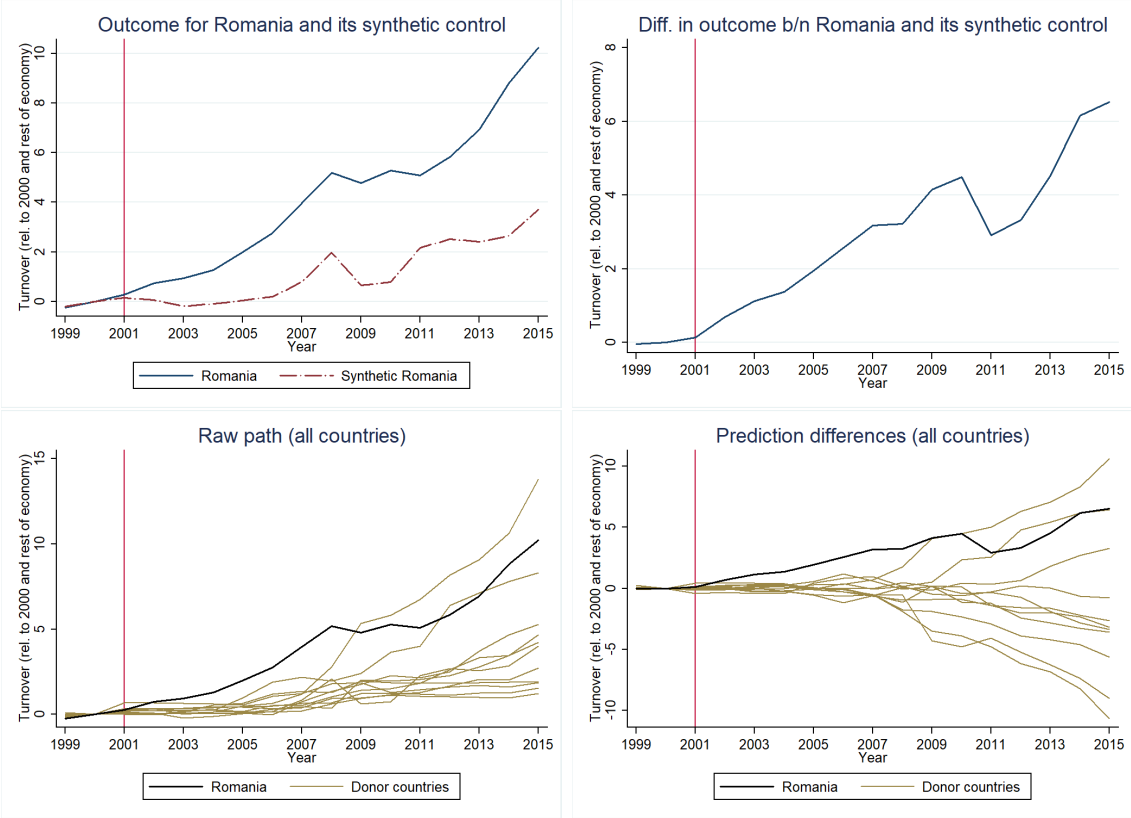 Outcome for Romania and its synthetic control
Turnover (rel. to 2000 and rest of economy)
10
8
6
4
2
0
1999 2001 2003 2005 2007 2009 2011 2013 2015
Year
Romania Synthetic Romania
Diff. in outcome b/n Romania and its synthetic control
Turnover (rel. to 2000 and rest of economy)
8
6
4
2
0
1999 2001 2003 2005 2007 2009 2011 2013 2015
Year
Raw path (all countries)
Turnover (rel. to 2000 and rest of economy)
15
10
5
0
1999 2001 2003 2005 2007 2009 2011 2013 2015
Year
Romania Donor countries
Prediction differences (all countries)
Turnover (rel. to 2000 and rest of economy)
10
5
0
-5
-10
1999 2001 2003 2005 2007 2009 2011 2013 2015
Year
Romania Donor countries